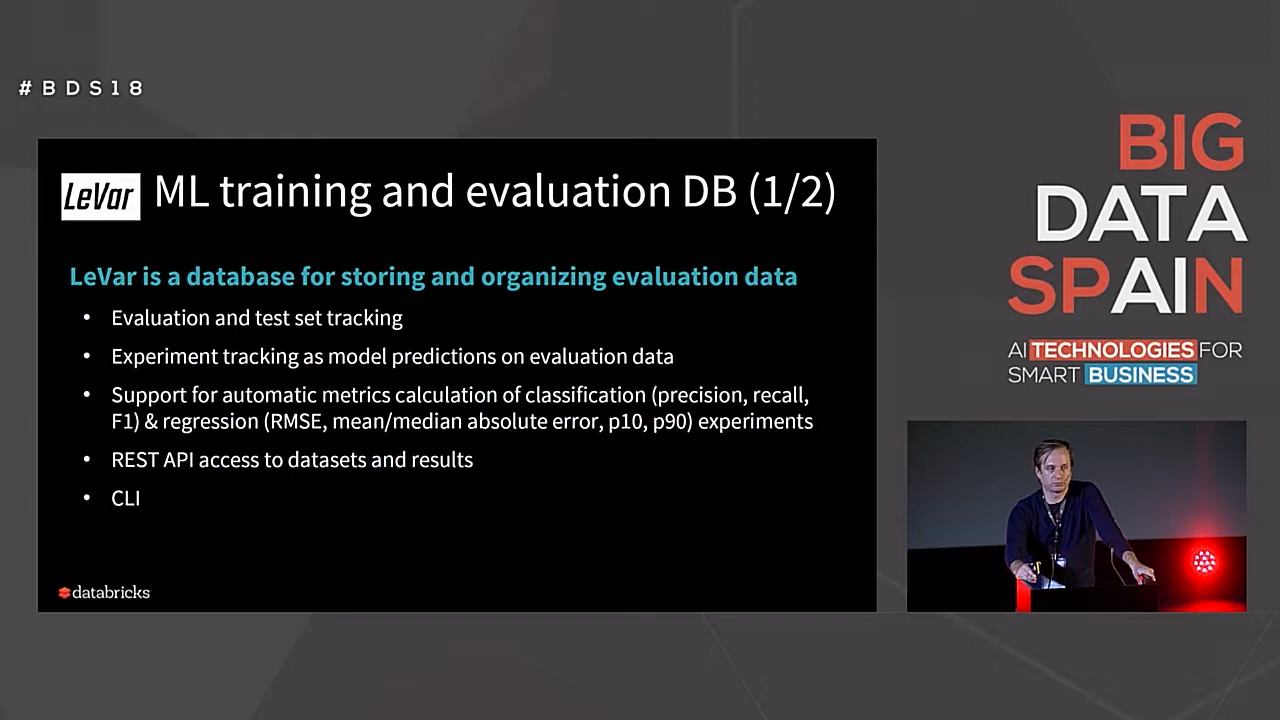 #BDS18
LeVar ML training and evaluation DB (1/2)
LeVar is a database for storing and organizing evaluation data
• Evaluation and test set tracking
• Experiment tracking as model predictions on evaluation data
• Support for automatic metrics calculation of classification (precision, recall,
F1) & regression (RMSE, mean/median absolute error, p10, p90) experiments
• REST API access to datasets and results
• CLI
databricks
BIG
DATA
SPAIN
AI TECHNOLOGIES FOR
SMART BUSINESS